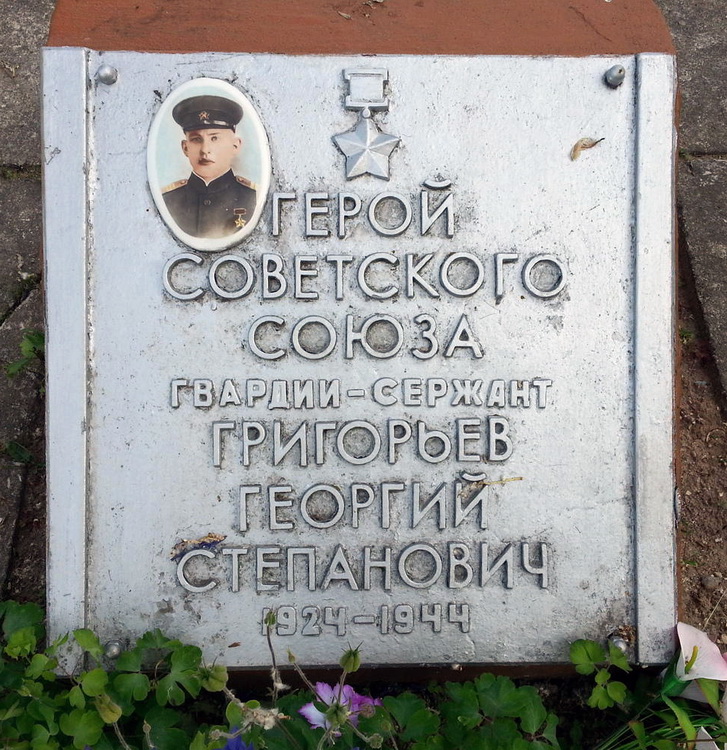 ГЕРОЙ
СОВЕТСКОГО
СОЮЗА
ГВАРДИИ-СЕРЖАНТ
ГРИГОРЬЕВ
ГЕОРГИЙ
СТЕПАНОВИЧ
1924-1944